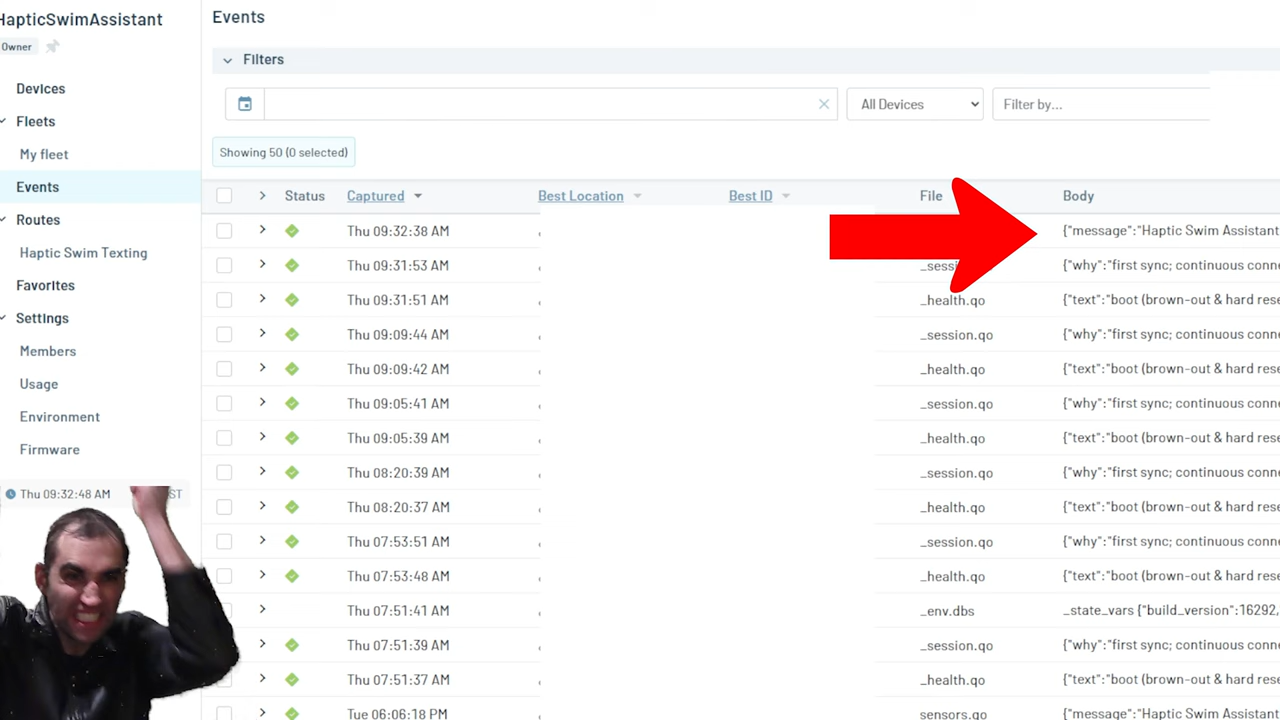 HapticSwimAssistant
Owner
Devices
Fleets
My fleet
Events
Routes
Haptic Swim Texting
Favorites
Settings
Members
Usage
Environment
Firmware
Thu 09:32:48 AM ST
Events
Filters
All Devices
Filter by...
Showing 50 (0 selected)
Status Captured Best Location Best ID File Body
Thu 09:32:38 AM {"message":"Haptic Swim Assistant
Thu 09:31:53 AM _sessi {"why":"first sync; continuous conne
Thu 09:31:51 AM _health.qo {"text":"boot (brown-out & hard rese
Thu 09:09:44 AM _session.qo {"why":"first sync; continuous conne
Thu 09:09:42 AM _health.qo {"text":"boot (brown-out & hard rese
Thu 09:05:41 AM _session.qo {"why":"first sync; continuous conne
Thu 09:05:39 AM _health.qo {"text":"boot (brown-out & hard rese
Thu 08:20:39 AM _session.qo {"why":"first sync; continuous conne
Thu 08:20:37 AM _health.qo {"text":"boot (brown-out & hard rese
Thu 07:53:51 AM _session.qo {"why":"first sync; continuous conne
Thu 07:53:48 AM _health.qo {"text":"boot (brown-out & hard rese
Thu 07:51:41 AM _env.dbs _state_vars {"build_version":16292,
Thu 07:51:39 AM _session.qo {"why":"first sync; continuous conne
Thu 07:51:37 AM _health.qo {"text":"boot (brown-out & hard rese
Tue 06:06:18 PM sensors.qo {"message":"Haptic Swim Assistant